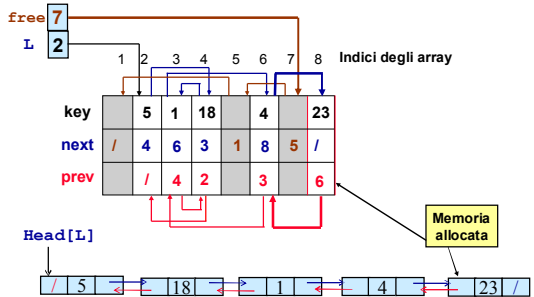 free 7
L 2
1 2 3 4 5 6 7 8 Indici degli array
key 5 1 18 4 23
next / 4 6 3 1 8 5 /
prev / 4 2 3 6
Memoria
allocata
Head[L]
/ 5 18 1 4 23 /